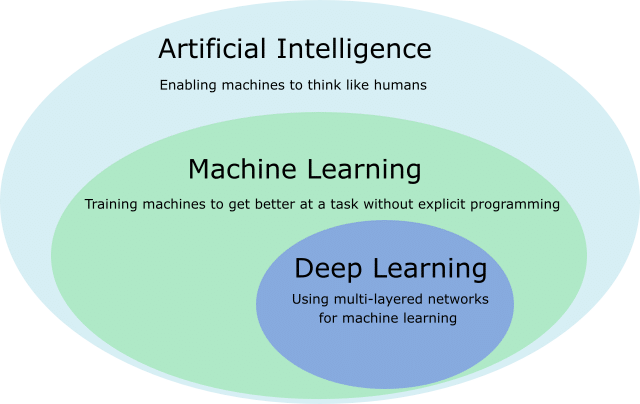 Artificial Intelligence
Enabling machines to think like humans
Machine Learning
Training machines to get better at a task without explicit programming
Deep Learning
Using multi-layered networks
for machine learning